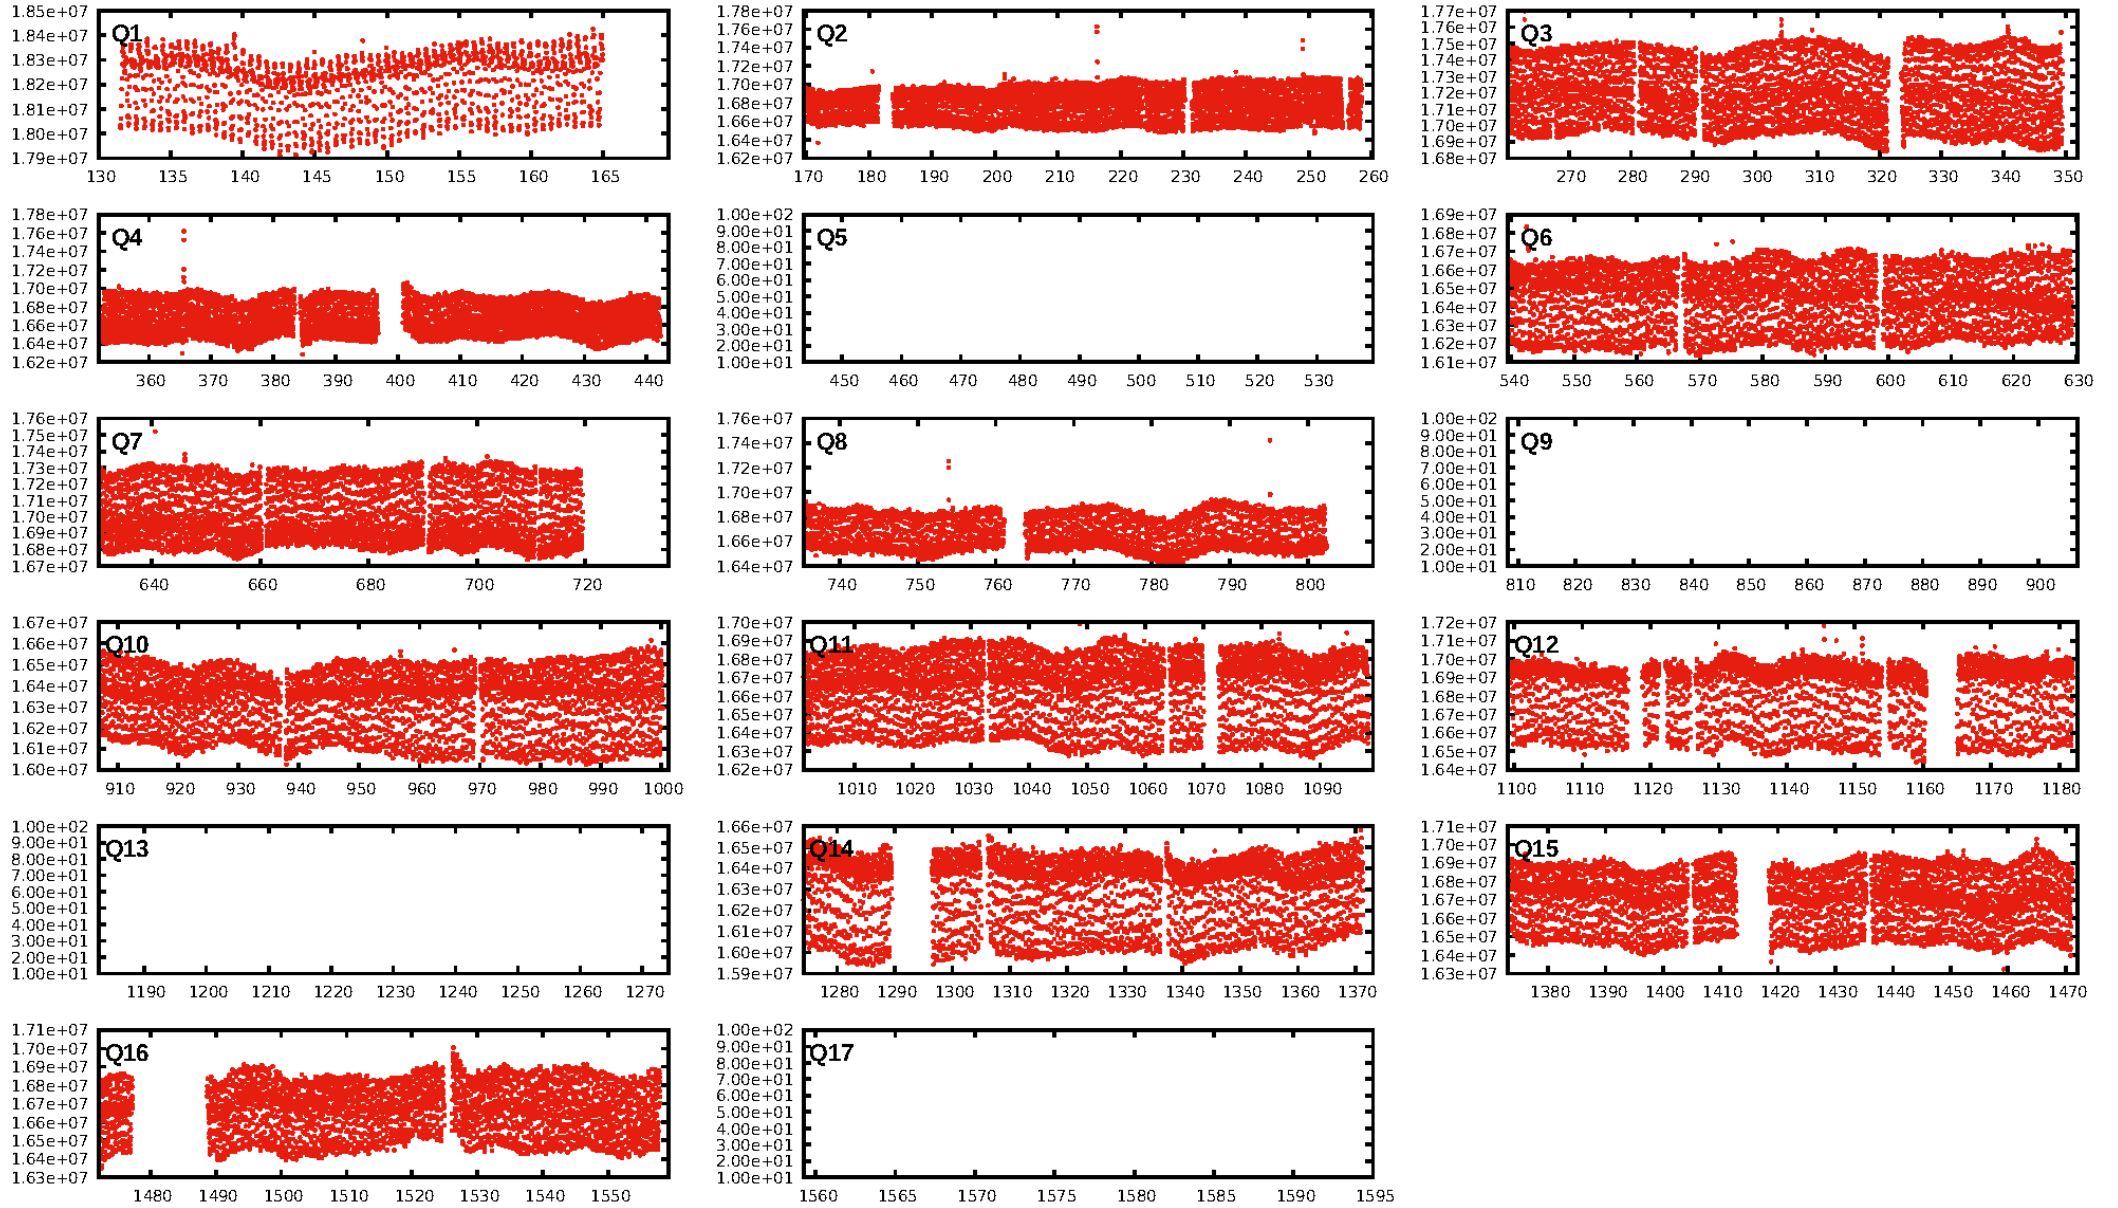 1.85e+07
1.84e+07
1.83e+07
1.82e+07
1.81e+07
1.80e+07
1.79e+07
Q1
130 135 140 145 150 155 160 165
1.78e+07
1.76e+07
1.74e+07
1.72e+07
1.70e+07
1.68e+07
1.66e+07
1.64e+07
1.62e+07
Q2
170 180 190 200 210 220 230 240 250 260
1.77e+07
1.76e+07
1.75e+07
1.74e+07
1.73e+07
1.72e+07
1.71e+07
1.70e+07
1.69e+07
1.68e+07
Q3
270 280 290 300 310 320 330 340 350
1.78e+07
1.76e+07
1.74e+07
1.72e+07
1.70e+07
1.68e+07
1.66e+07
1.64e+07
1.62e+07
Q4
360 370 380 390 400 410 420 430 440
1.00e+02
9.00e+01
8.00e+01
7.00e+01
6.00e+01
5.00e+01
4.00e+01
3.00e+01
2.00e+01
1.00e+01
Q5
450 460 470 480 490 500 510 520 530
1.69e+07
1.68e+07
1.67e+07
1.66e+07
1.65e+07
1.64e+07
1.63e+07
1.62e+07
1.61e+07
Q6
540 550 560 570 580 590 600 610 620 630
1.76e+07
1.75e+07
1.74e+07
1.73e+07
1.72e+07
1.71e+07
1.70e+07
1.69e+07
1.68e+07
1.67e+07
Q7
640 660 680 700 720
1.76e+07
1.74e+07
1.72e+07
1.70e+07
1.68e+07
1.66e+07
1.64e+07
Q8
740 750 760 770 780 790 800
1.00e+02
9.00e+01
8.00e+01
7.00e+01
6.00e+01
5.00e+01
4.00e+01
3.00e+01
2.00e+01
1.00e+01
Q9
810 820 830 840 850 860 870 880 890 900
1.67e+07
1.66e+07
1.65e+07
1.64e+07
1.63e+07
1.62e+07
1.61e+07
1.60e+07
Q10
910 920 930 940 950 960 970 980 990 1000
1.70e+07
1.69e+07
1.68e+07
1.67e+07
1.66e+07
1.65e+07
1.64e+07
1.63e+07
1.62e+07
Q11
1010 1020 1030 1040 1050 1060 1070 1080 1090
1.72e+07
1.71e+07
1.70e+07
1.69e+07
1.68e+07
1.67e+07
1.66e+07
1.65e+07
1.64e+07
Q12
1100 1110 1120 1130 1140 1150 1160 1170 1180
1.00e+02
9.00e+01
8.00e+01
7.00e+01
6.00e+01
5.00e+01
4.00e+01
3.00e+01
2.00e+01
1.00e+01
Q13
1190 1200 1210 1220 1230 1240 1250 1260 1270
1.66e+07
1.65e+07
1.64e+07
1.63e+07
1.62e+07
1.61e+07
1.60e+07
1.59e+07
Q14
1280 1290 1300 1310 1320 1330 1340 1350 1360 1370
1.71e+07
1.70e+07
1.69e+07
1.68e+07
1.67e+07
1.66e+07
1.65e+07
1.64e+07
1.63e+07
Q15
1380 1390 1400 1410 1420 1430 1440 1450 1460 1470
1.71e+07
1.70e+07
1.69e+07
1.68e+07
1.67e+07
1.66e+07
1.65e+07
1.64e+07
1.63e+07
Q16
1480 1490 1500 1510 1520 1530 1540 1550
1.00e+02
9.00e+01
8.00e+01
7.00e+01
6.00e+01
5.00e+01
4.00e+01
3.00e+01
2.00e+01
1.00e+01
Q17
1560 1565 1570 1575 1580 1585 1590 1595